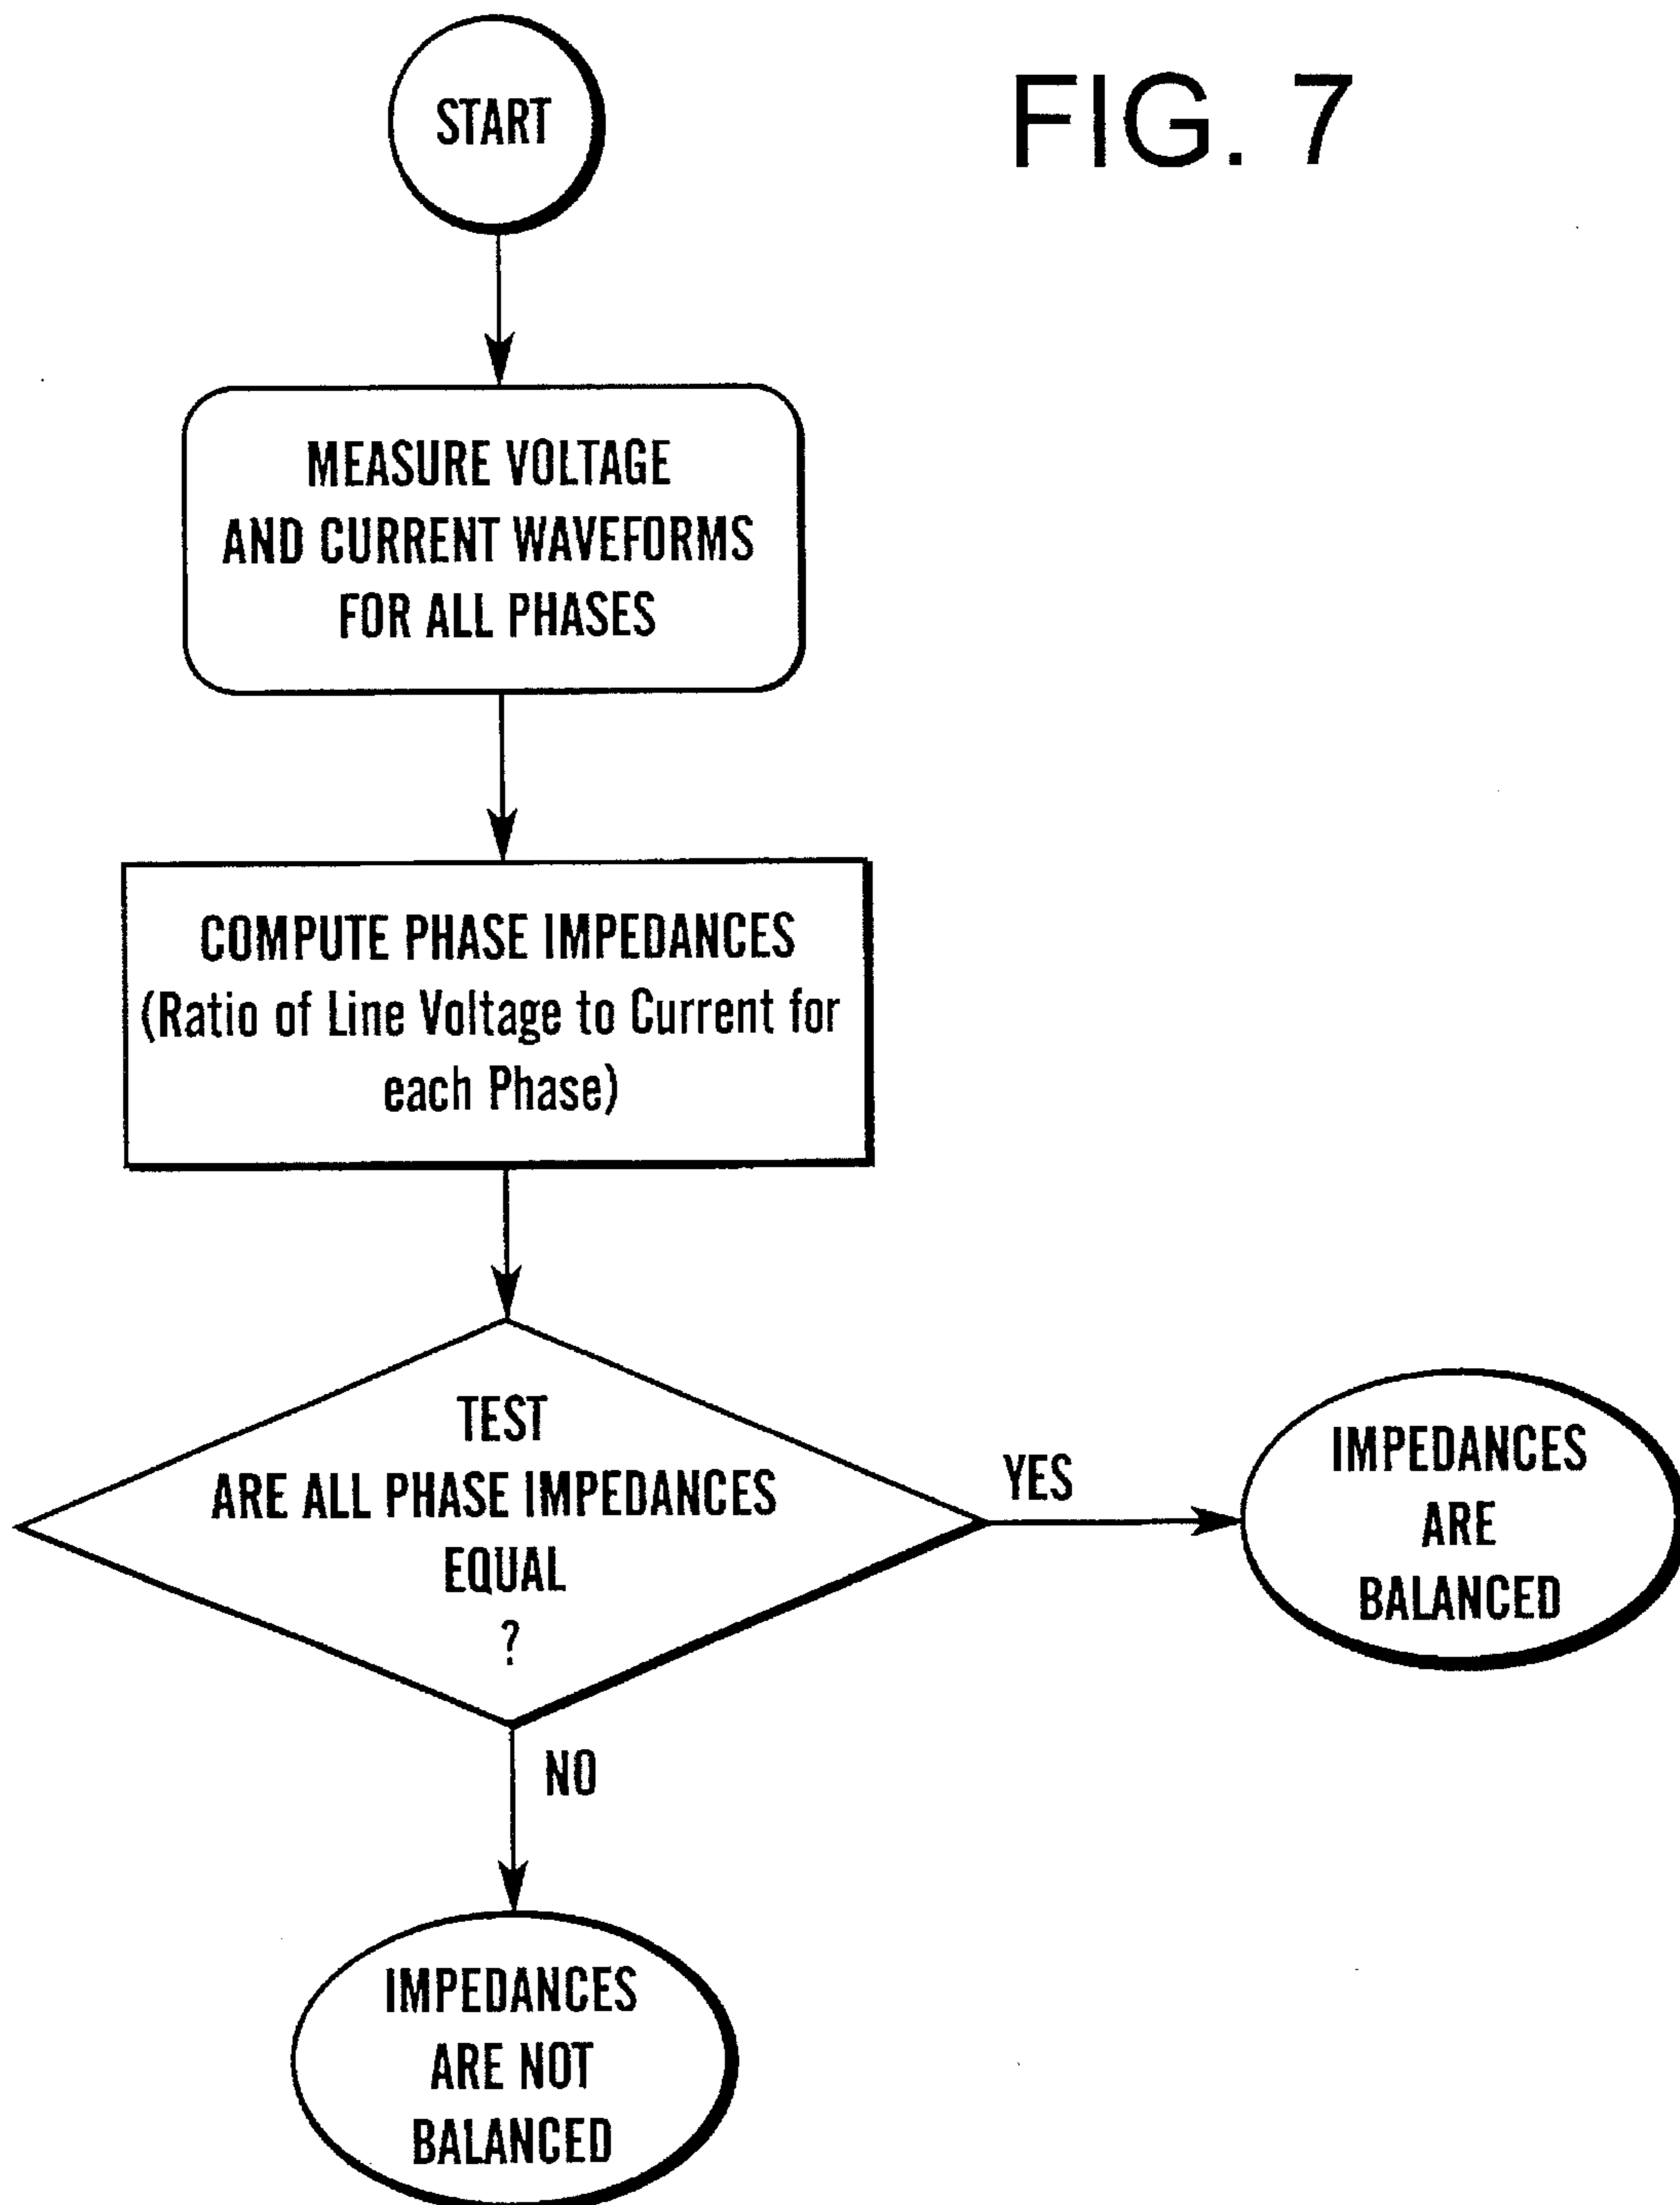 FIG. 7
START
MEASURE VOLTAGE
AND CURRENT WAVEFORMS
FOR ALL PHASES
COMPUTE PHASE IMPEDANCES
(Ratio of Line Voltage to Current for
each Phase)
TEST
ARE ALL PHASE IMPEDANCES
EQUAL
?
YES
IMPEDANCES
ARE
BALANCED
NO
IMPEDANCES
ARE NOT
BALANCED